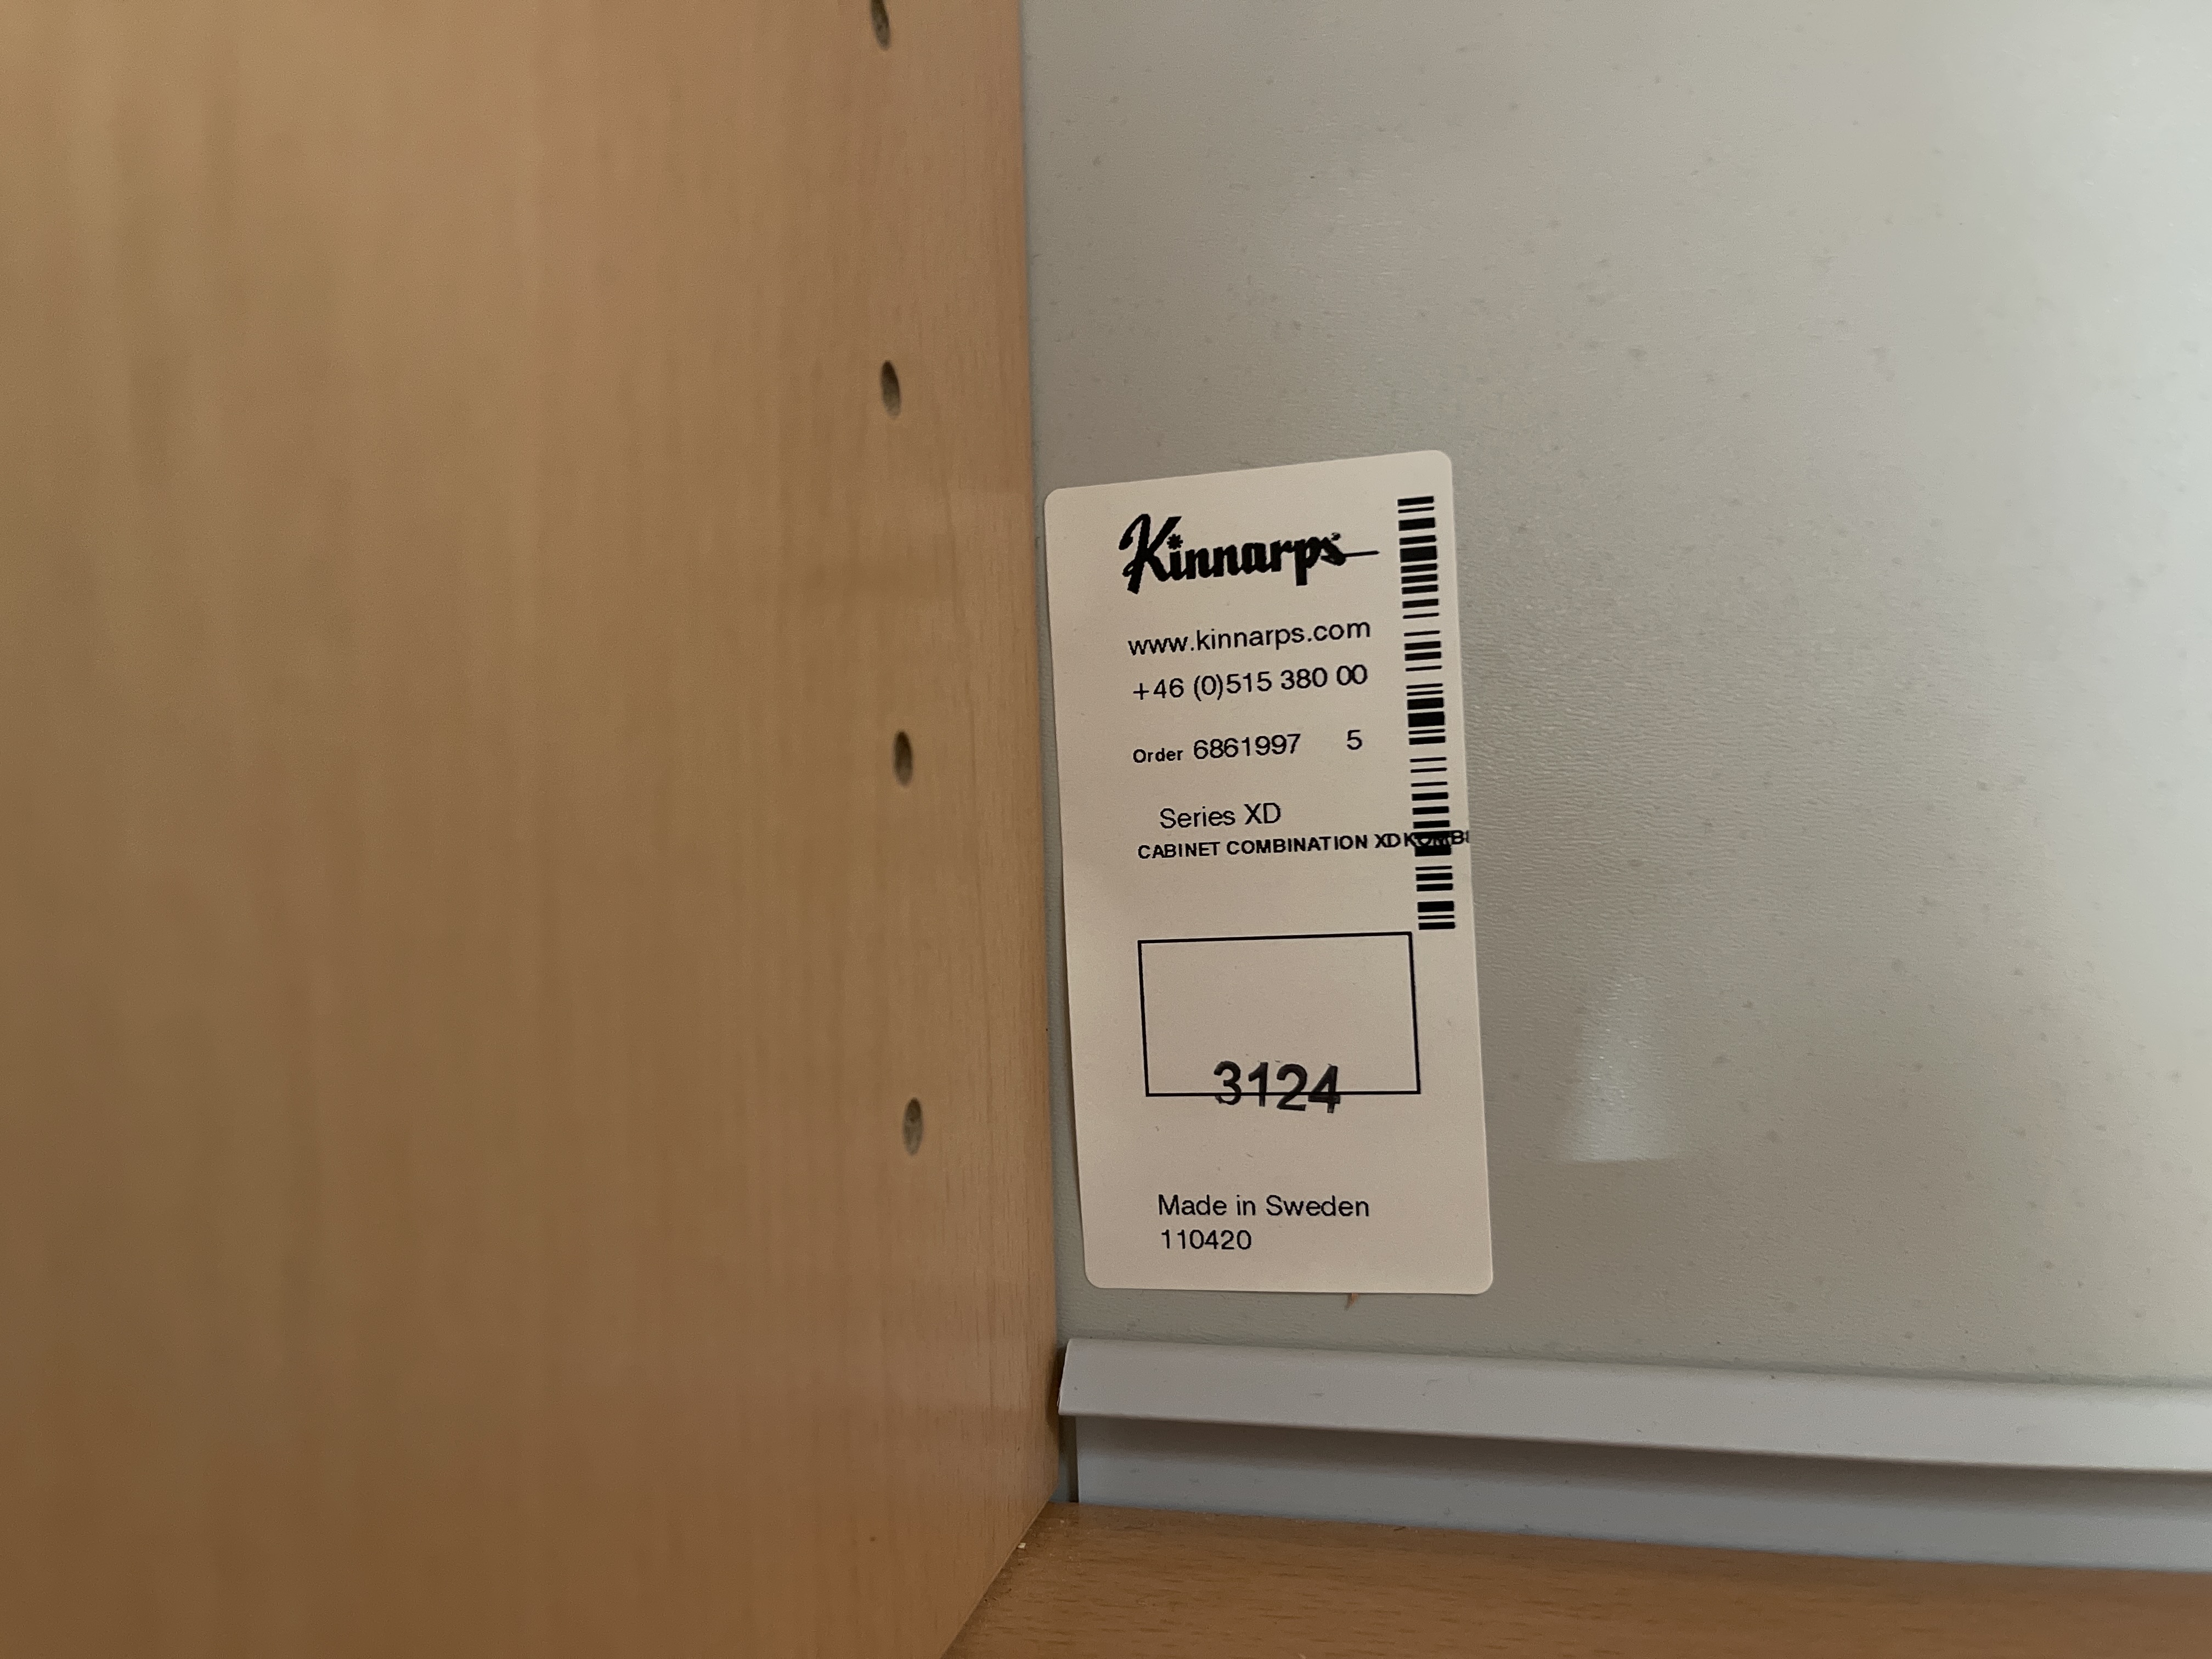 Kinnarps
www.kinnarps.com
+46 (0)515 380 00
Order 6861997 5
Series XD
CABINET COMBINATION XDKOMBI
3124
Made in Sweden
110420